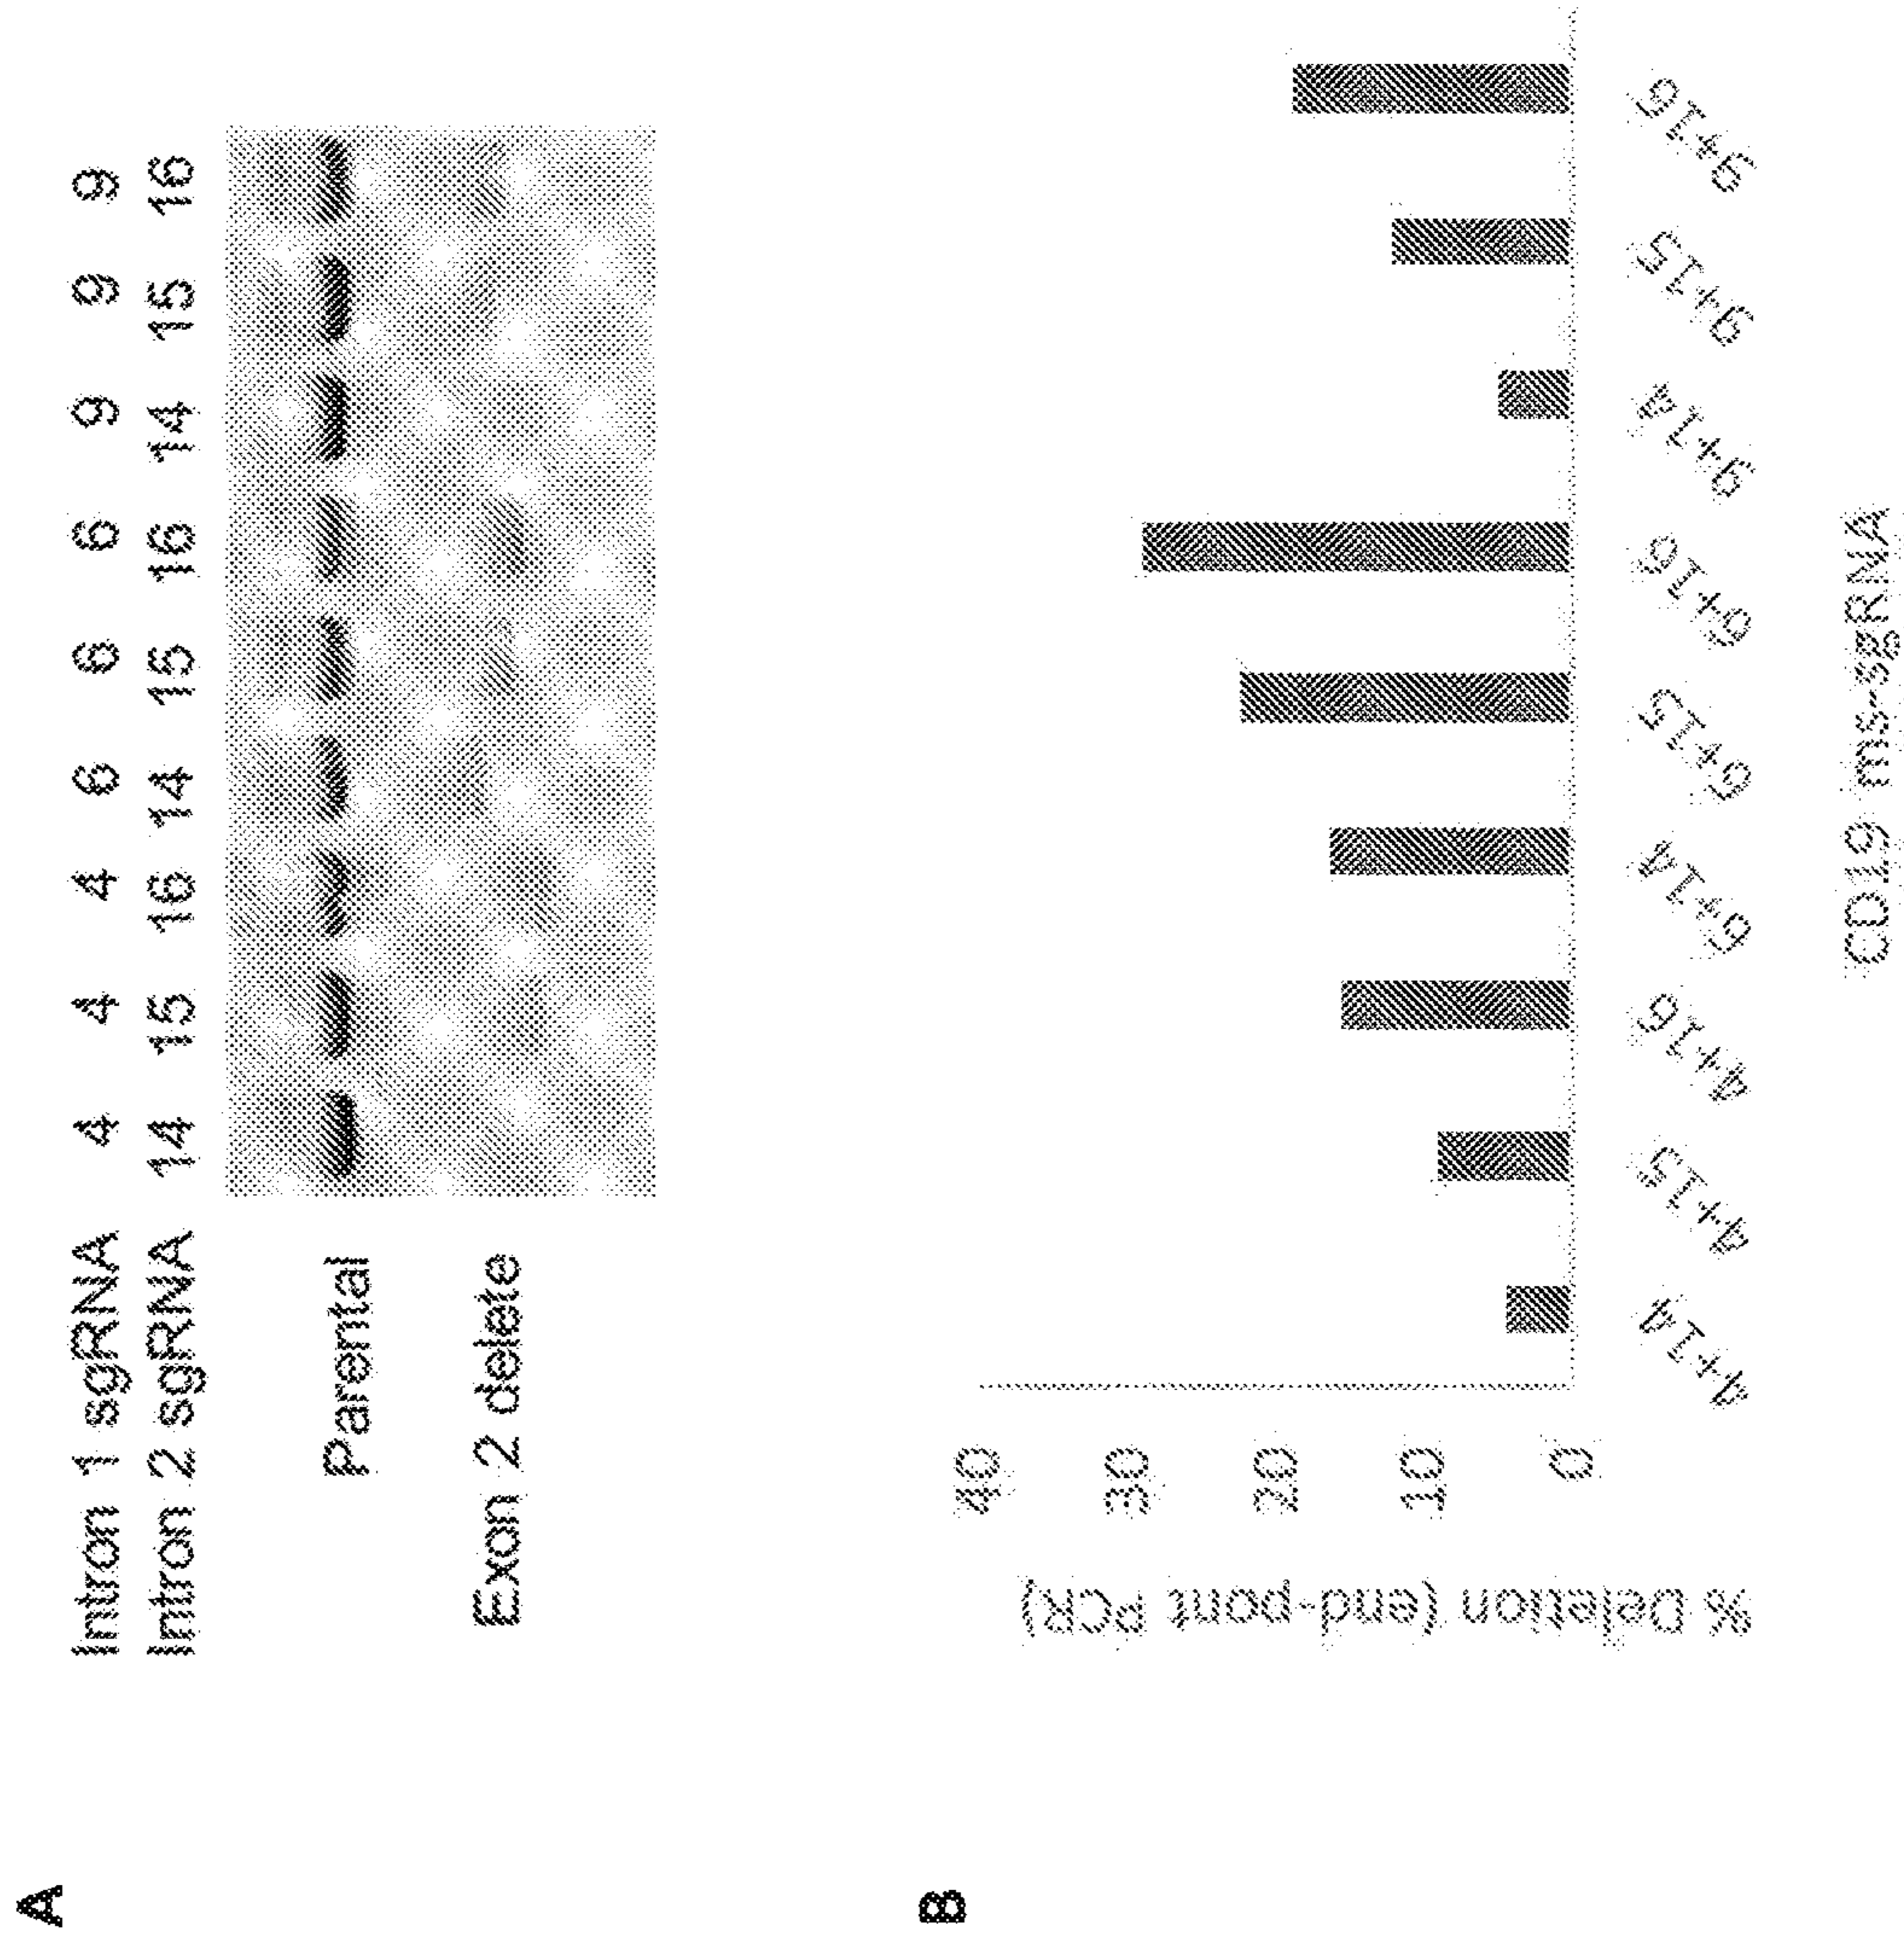 A
Intron 1 sgRNA 4 4 4 6 6 6 9 9 9
Intron 2 sgRNA 14 15 16 14 15 16 14 15 16
Parental
Exon 2 delete
B
% Deletion (end-pont PCR)
40
30
20
10
0
4+14 4+15 4+16 6+14 6+15 6+16 9+14 9+15 9+16
CD19 ms-sgRNA